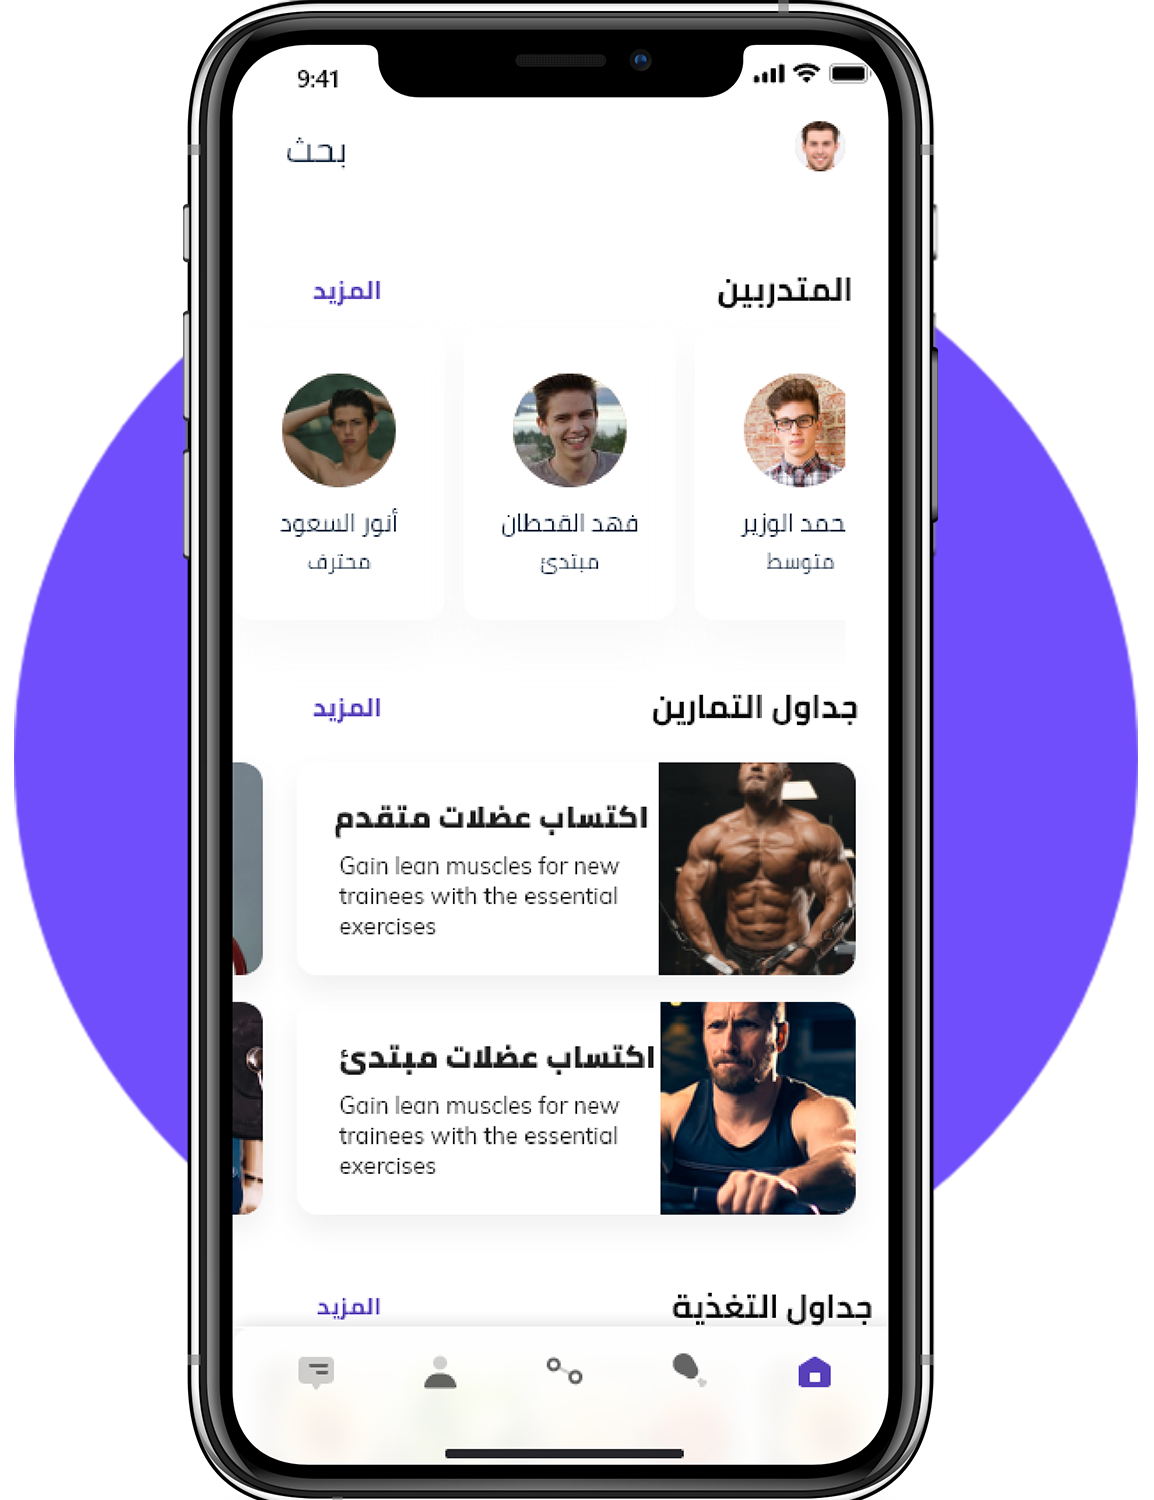 9:41
بحث
المتدربين
المزيد
حمد الوزير
متوسط
فهد القحطان
مبتدئ
أنور السعود
محترف
جداول التمارين
المزيد
اكتساب عضلات متقدم
Gain lean muscles for new
trainees with the essential
exercises
اكتساب عضلات مبتدئ
Gain lean muscles for new
trainees with the essential
exercises
جداول التغذية
المزيد